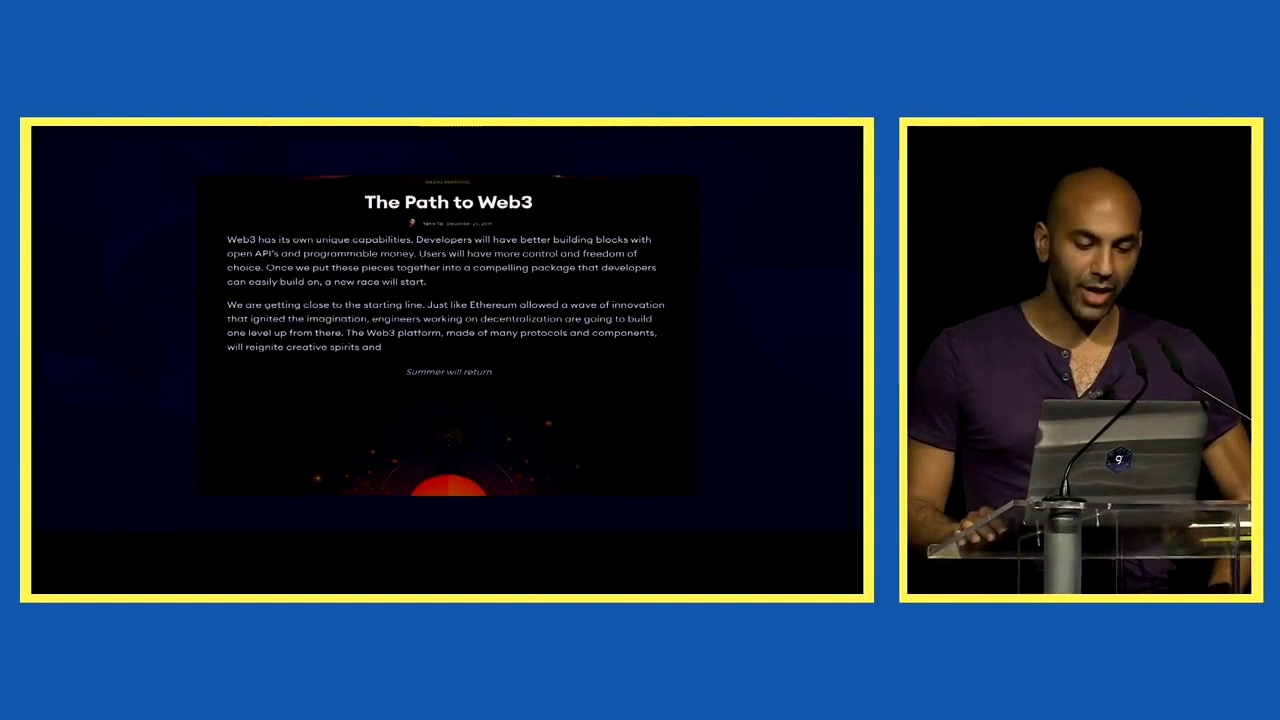 The Path to Web3
December 20, 2019
Web3 has its own unique capabilities. Developers will have better building blocks with
open API's and programmable money. Users will have more control and freedom of
choice. Once we put these pieces together into a compelling package that developers
can easily build on, a new race will start.
We are getting close to the starting line. Just like Ethereum allowed a wave of innovation
that ignited the imagination, engineers working on decentralization are going to build
one level up from there. The Web3 platform, made of many protocols and components,
will reignite creative spirits and
Summer will return